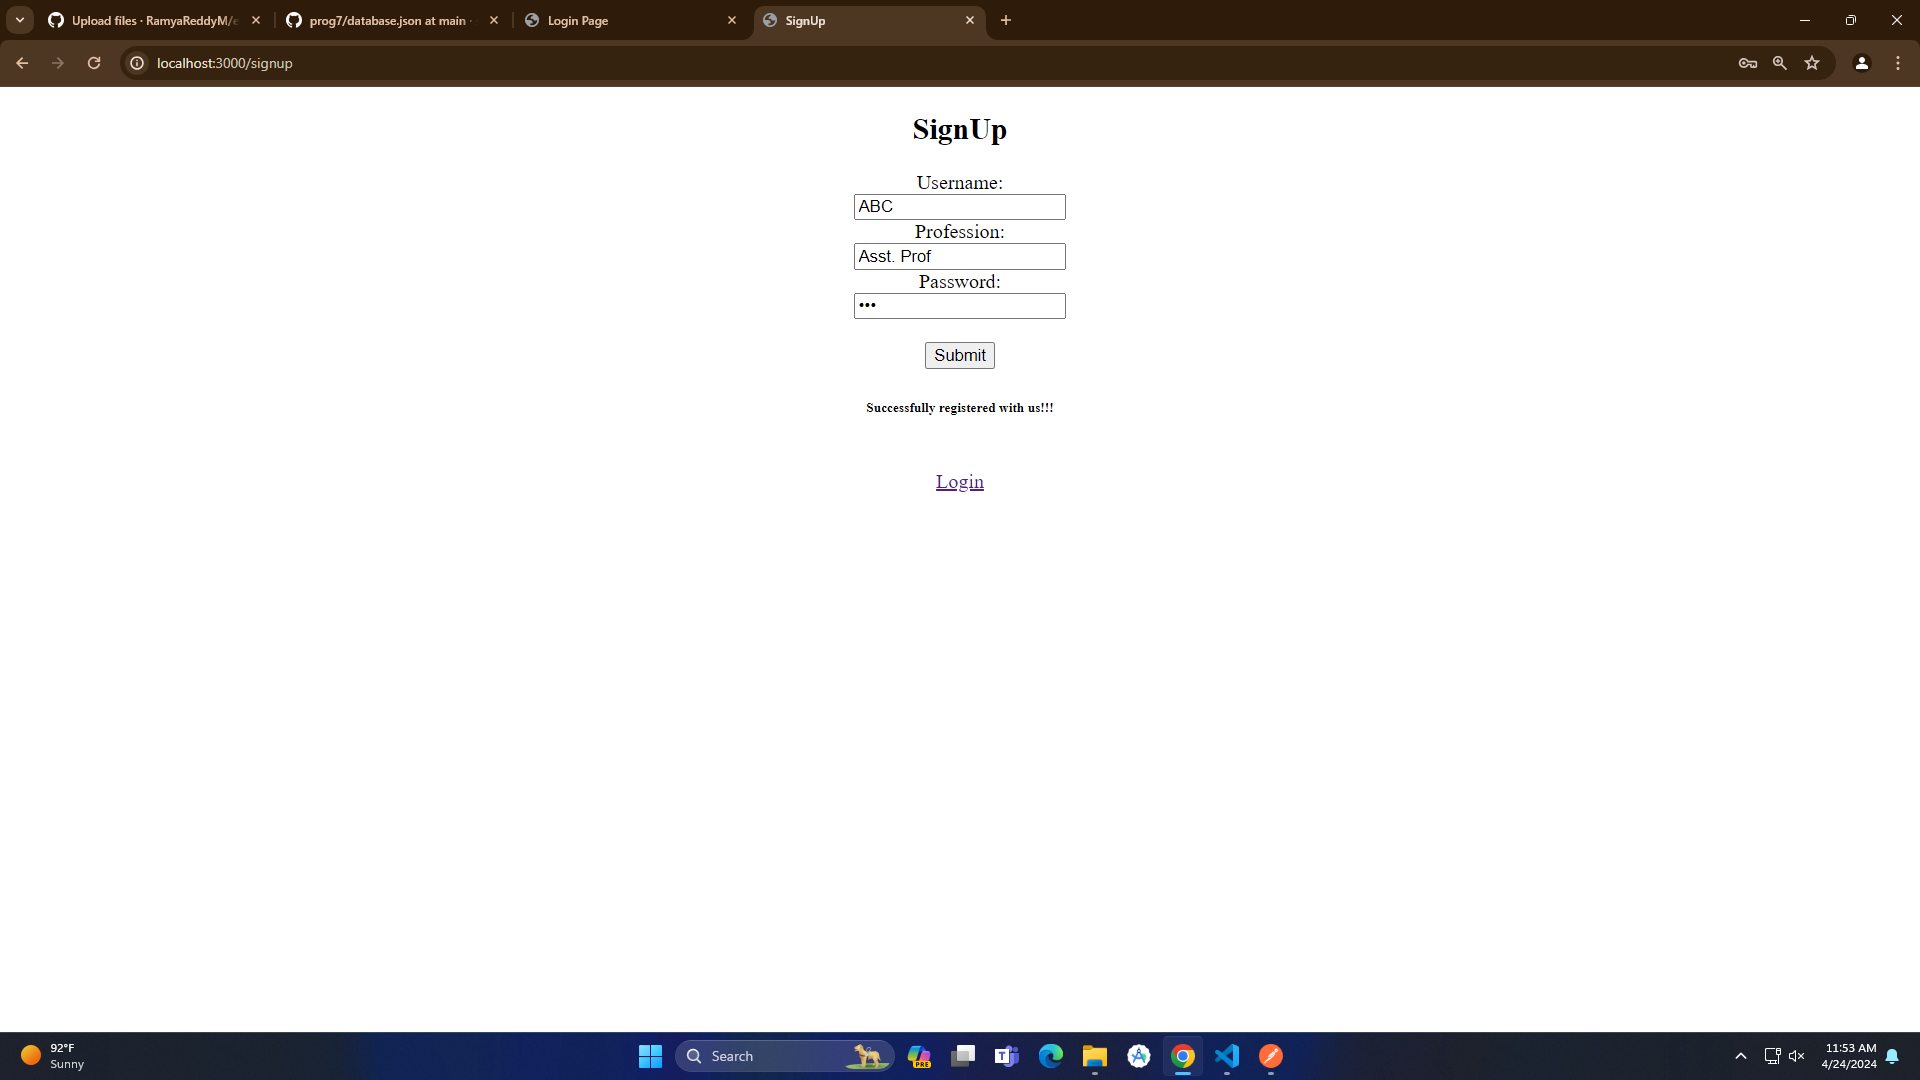 Upload files · RamyaReddyM/e
prog7/database.json at main ·
Login Page
SignUp
localhost:3000/signup
SignUp
Username:
ABC
Profession:
Asst. Prof
Password:
•••
Submit
Successfully registered with us!!!
Login
92°F
Sunny
Search
PRE
T
11:53 AM
4/24/2024